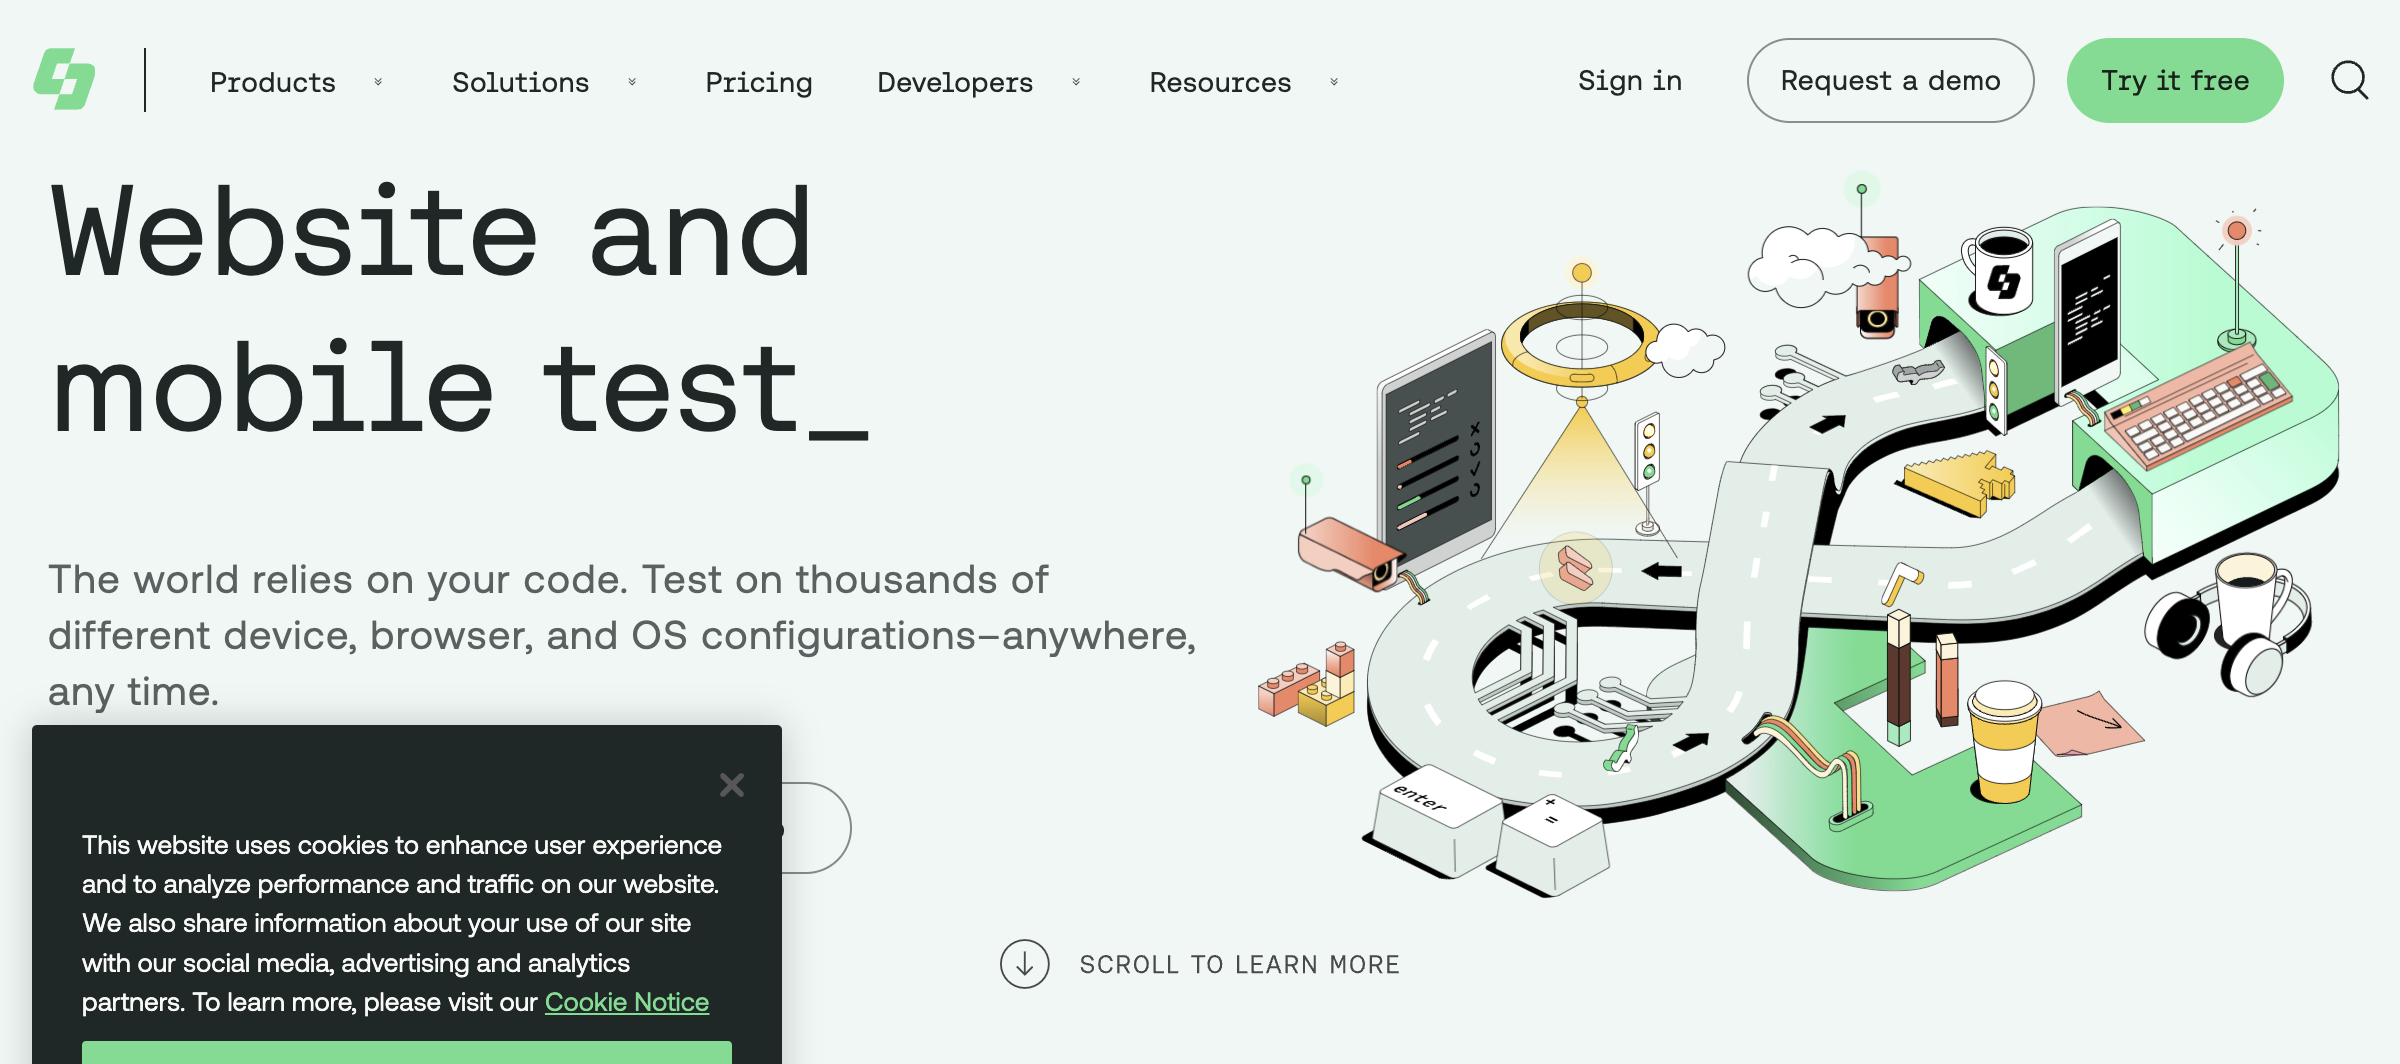 Products Solutions Pricing Developers Resources Sign in Request a demo Try it free
Website and
mobile test_
The world relies on your code. Test on thousands of
different device, browser, and OS configurations–anywhere,
any time.
This website uses cookies to enhance user experience
and to analyze performance and traffic on our website.
We also share information about your use of our site
with our social media, advertising and analytics
partners. To learn more, please visit our Cookie Notice
enter
+
=
SCROLL TO LEARN MORE